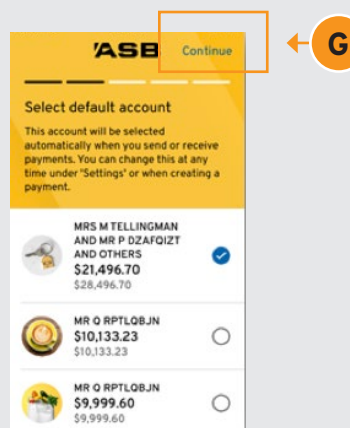 ASB Continue
G
Select default account
This account will be selected
automatically when you send or receive
payments. You can change this at any
time under "Settings" or when creating a
payment.
MRS M TELLINGMAN
AND MR P DZAFQIZT
AND OTHERS
$21,496.70
$28,496.70
MR Q RPTLQBJN
$10,133.23
$10,133.23
MR Q RPTLQBJN
$9,999.60
$9,999.60